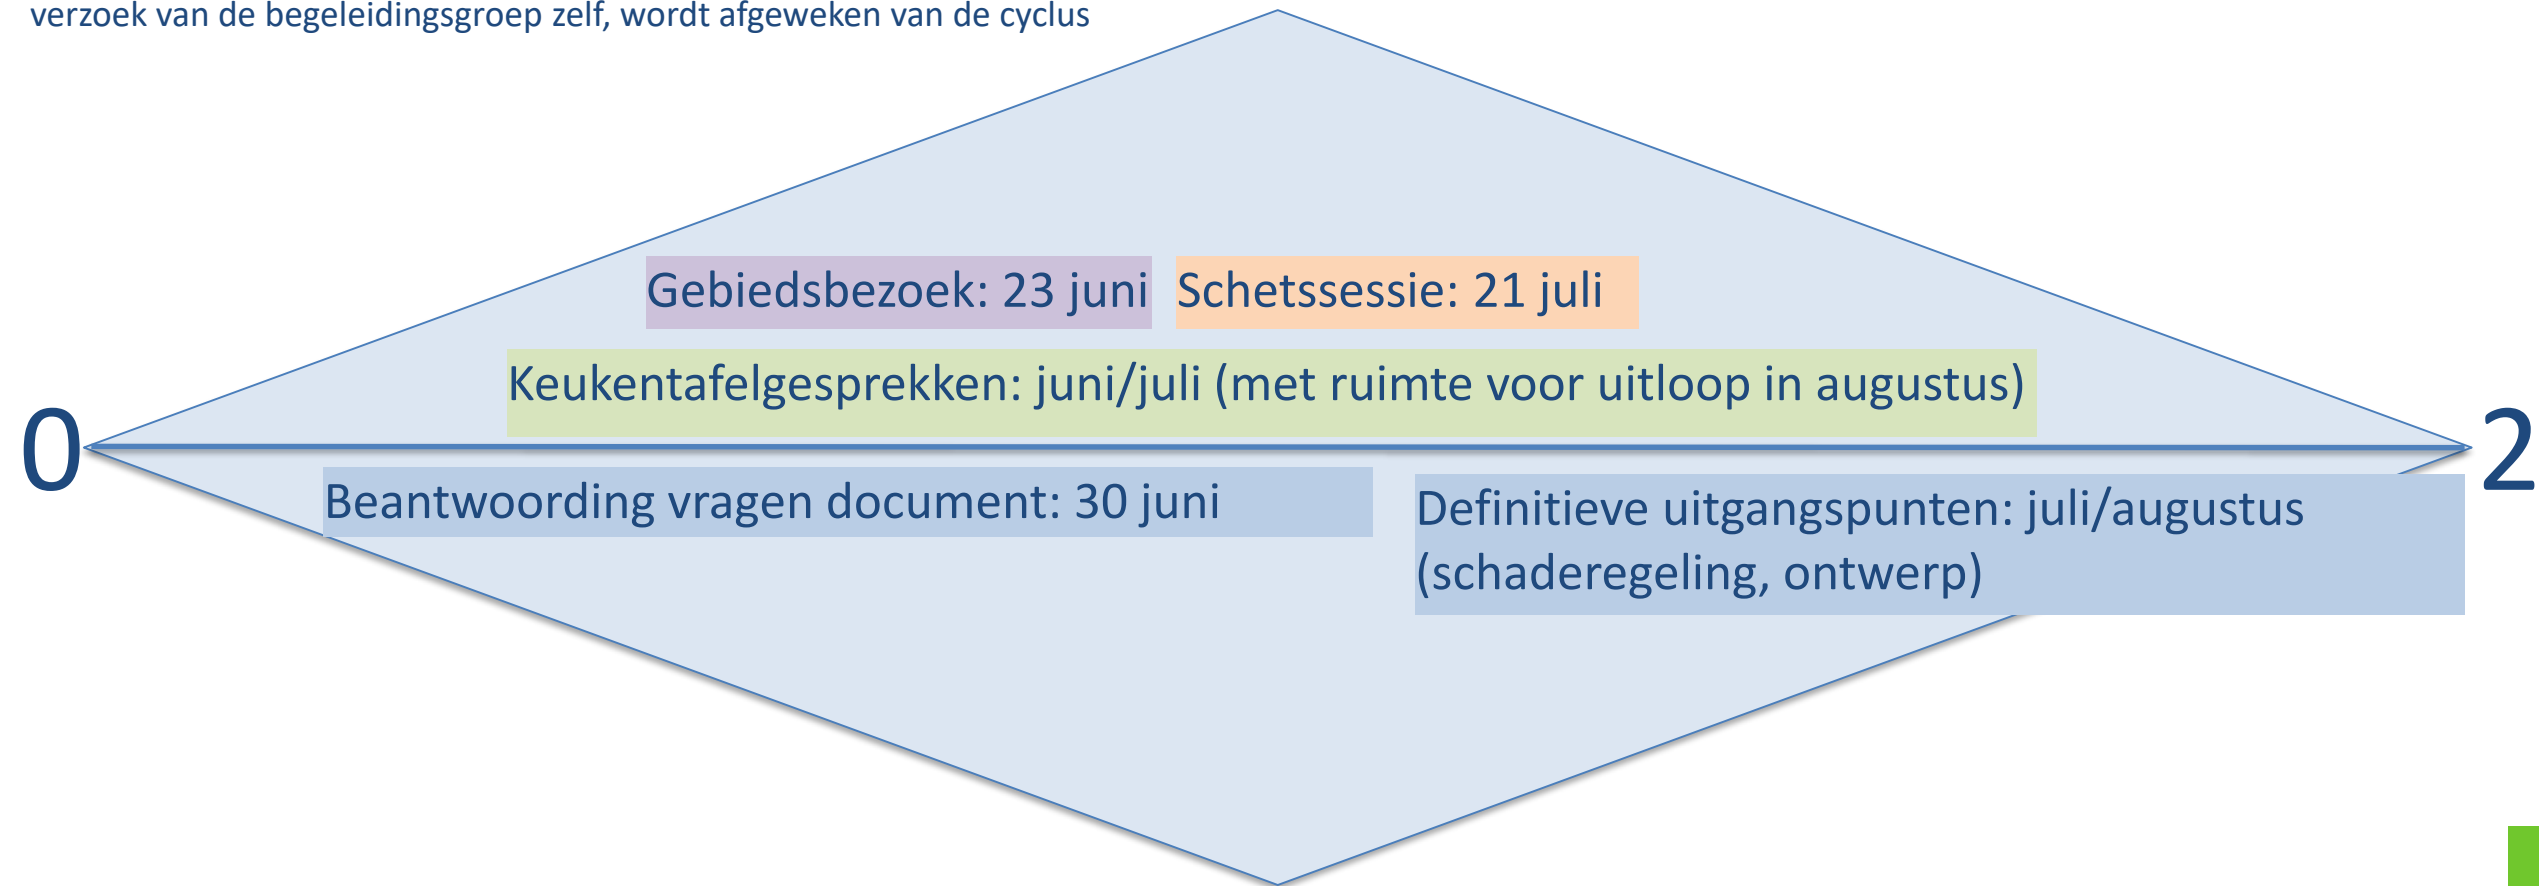 verzoek van de begeleidingsgroep zelf, wordt afgeweken van de cyclus
Gebiedsbezoek: 23 juni
Schetssessie: 21 juli
Keukentafelgesprekken: juni/juli (met ruimte voor uitloop in augustus)
0
2
Beantwoording vragen document: 30 juni
Definitieve uitgangspunten: juli/augustus
(schaderegeling, ontwerp)